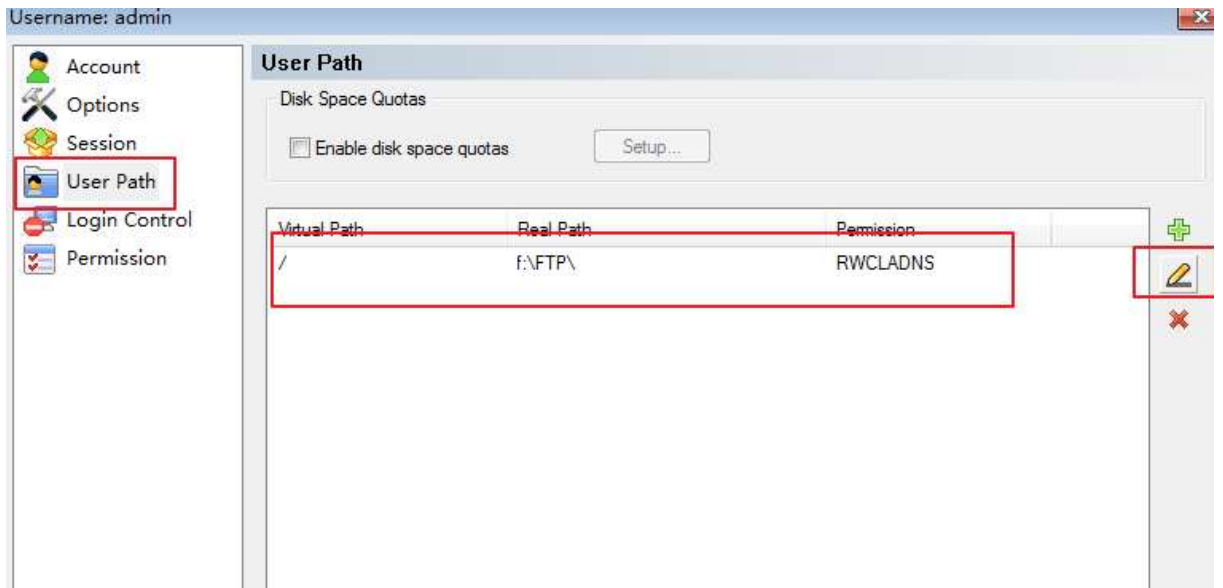 Username: admin
Account
Options
Session
User Path
Login Control
Permission
User Path
Disk Space Quotas
Enable disk space quotas
Setup...
Virtual Path Real Path Permission
/ f:\FTP\ RWCLADNS